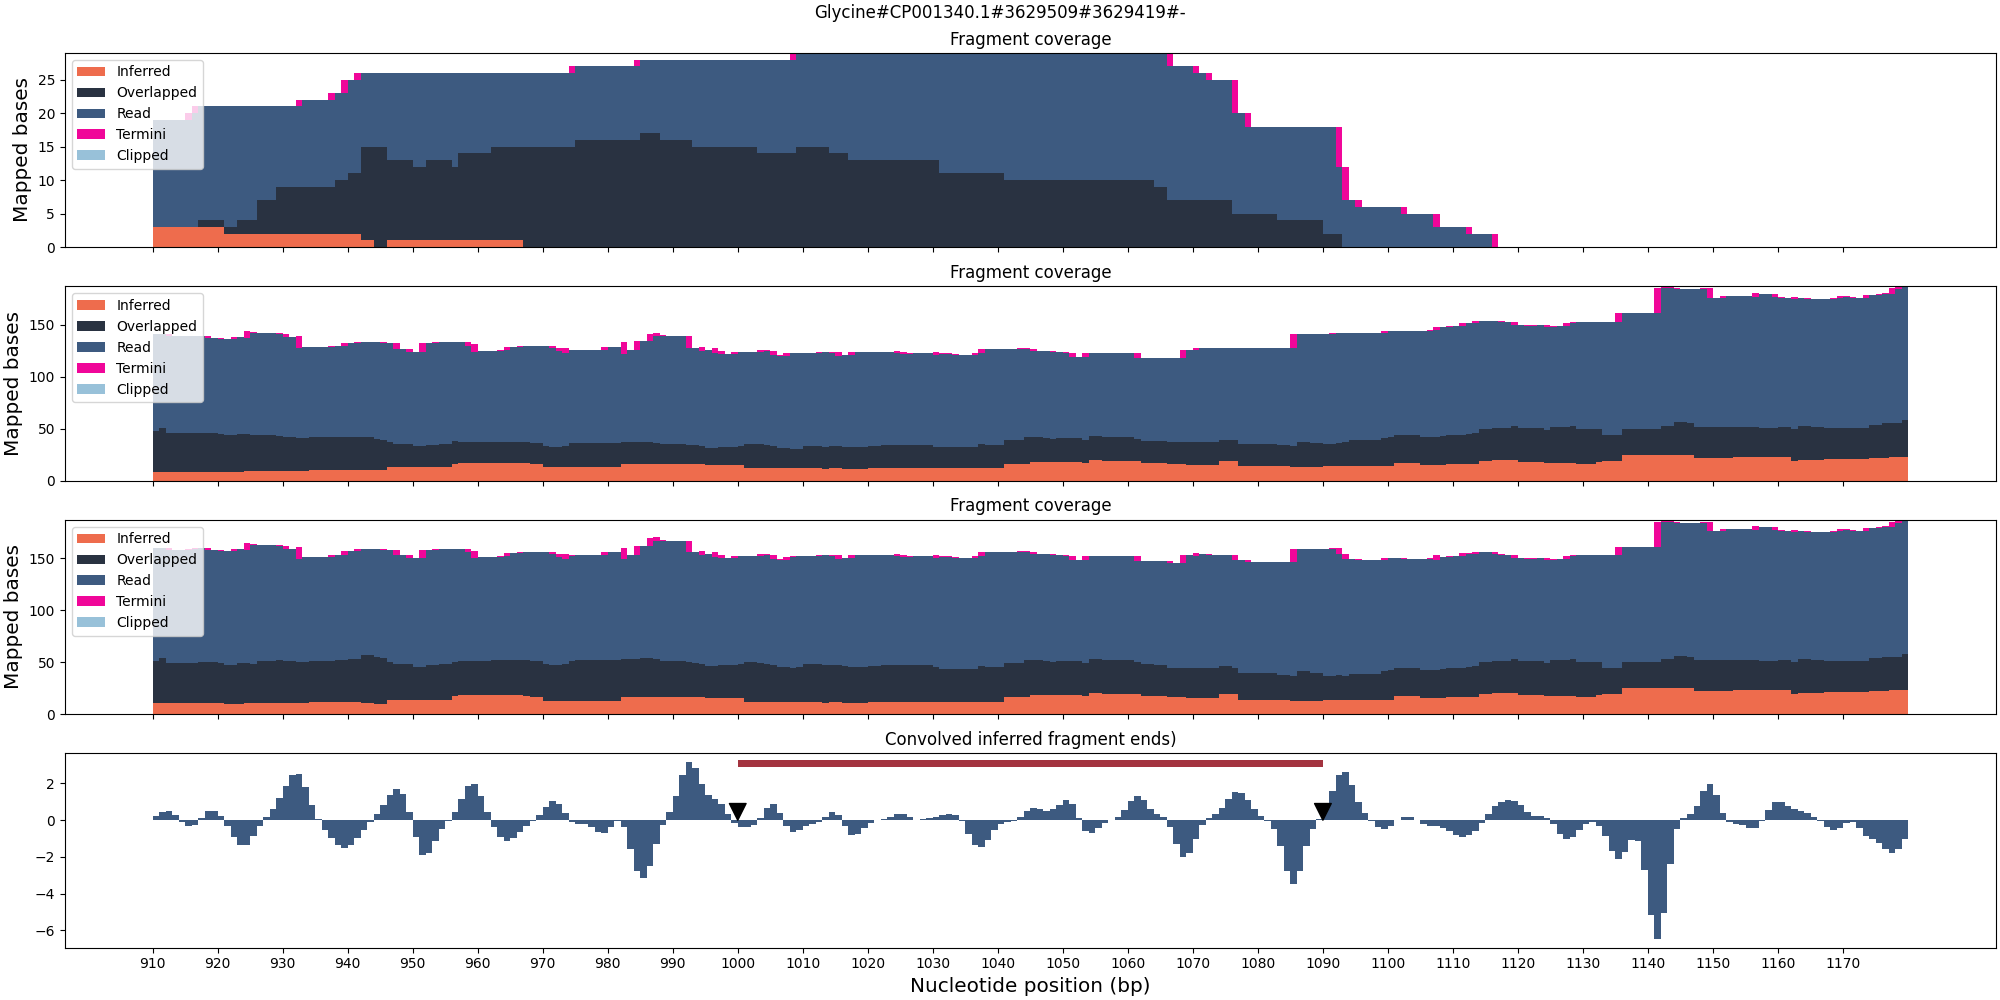 Glycine#CP001340.1#3629509#3629419#-
Fragment coverage
Mapped bases
25
20
15
10
5
0
Inferred
Overlapped
Read
Termini
Clipped
Fragment coverage
Mapped bases
150
100
50
0
Inferred
Overlapped
Read
Termini
Clipped
Fragment coverage
Mapped bases
150
100
50
0
Inferred
Overlapped
Read
Termini
Clipped
Convolved inferred fragment ends)
2
0
−2
−4
−6
910 920 930 940 950 960 970 980 990 1000 1010 1020 1030 1040 1050 1060 1070 1080 1090 1100 1110 1120 1130 1140 1150 1160 1170
Nucleotide position (bp)